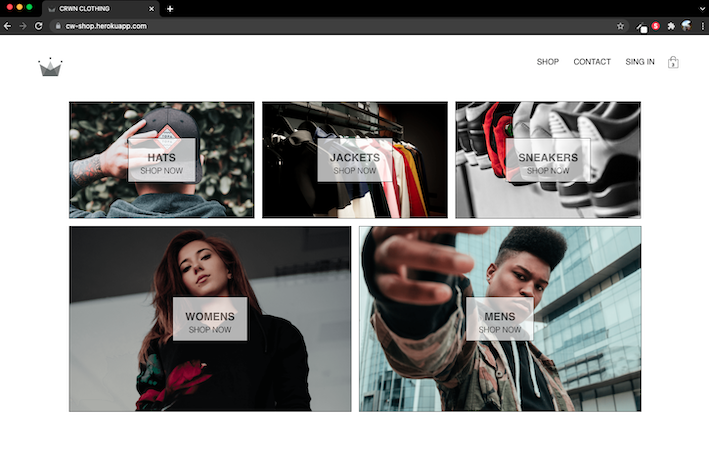 CRWN CLOTHING
cw-shop.herokuapp.com
SHOP
CONTACT
SING IN
3
HATS
SHOP NOW
JACKETS
SHOP NOW
SNEAKERS
SHOP NOW
WOMENS
SHOP NOW
MENS
SHOP NOW